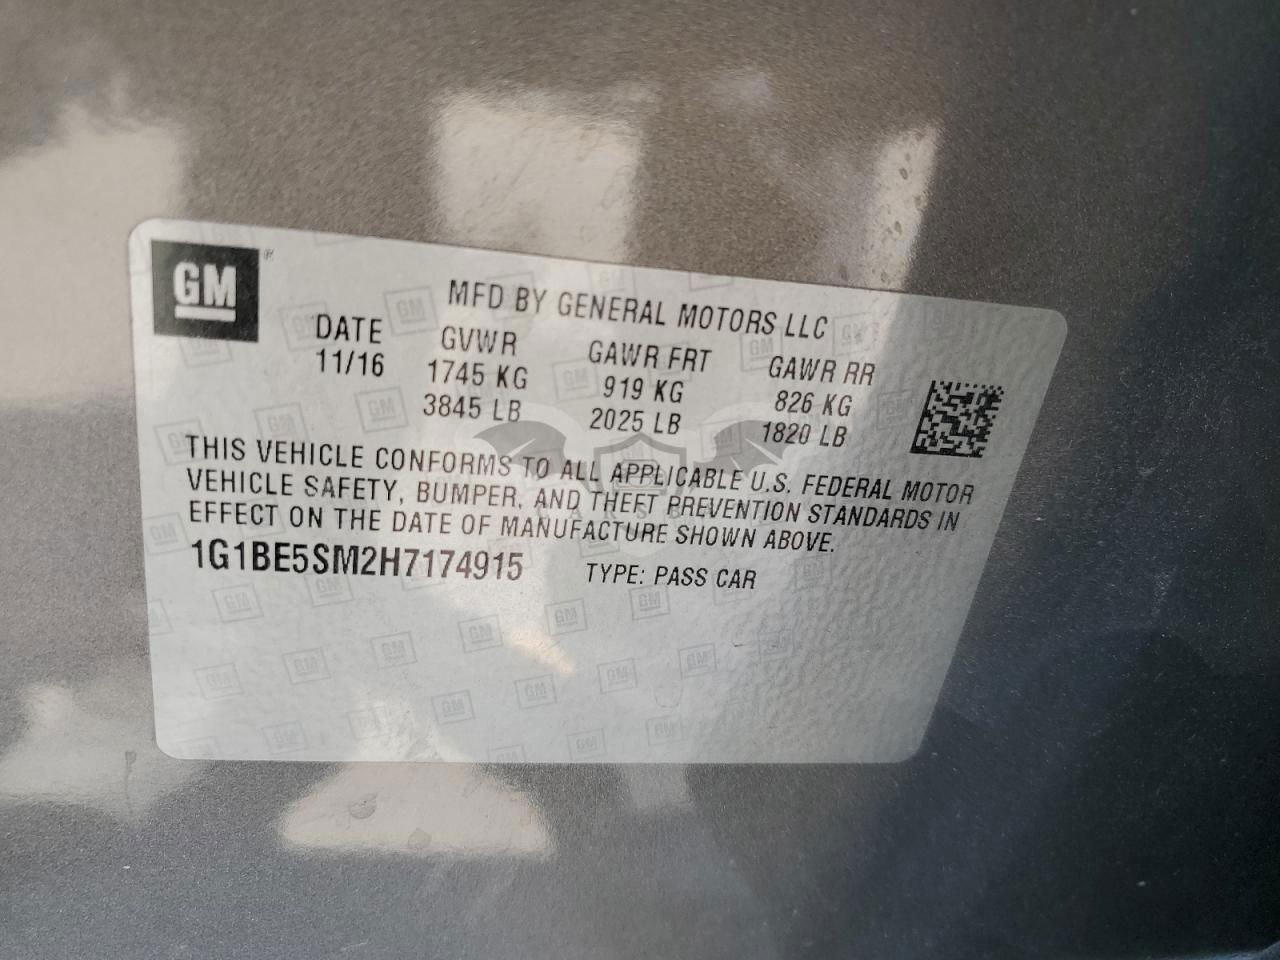 GM ®
MFD BY GENERAL MOTORS LLC
DATE GVWR GAWR FRT GAWR RR
11/16 1745 KG 919 KG 826 KG
3845 LB 2025 LB 1820 LB
THIS VEHICLE CONFORMS TO ALL APPLICABLE U.S. FEDERAL MOTOR
VEHICLE SAFETY, BUMPER, AND THEFT PREVENTION STANDARDS IN
EFFECT ON THE DATE OF MANUFACTURE SHOWN ABOVE.
1G1BE5SM2H7174915 TYPE: PASS CAR